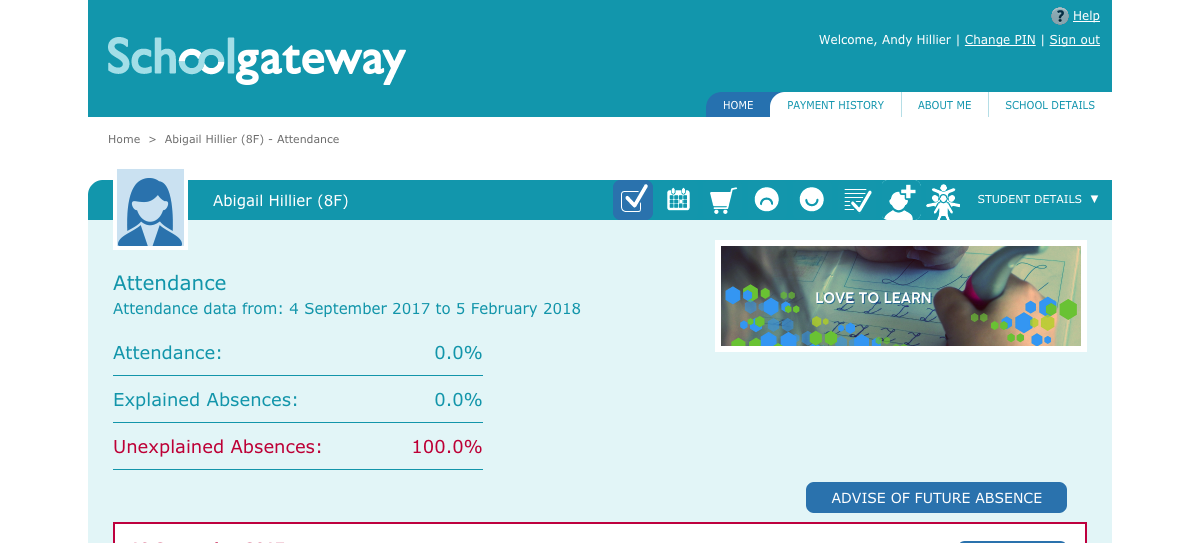 ? Help
Welcome, Andy Hillier | Change PIN | Sign out
Schoolgateway
HOME PAYMENT HISTORY ABOUT ME SCHOOL DETAILS
Home > Abigail Hillier (8F) - Attendance
Abigail Hillier (8F)
STUDENT DETAILS ▼
LOVE TO LEARN
Attendance
Attendance data from: 4 September 2017 to 5 February 2018
Attendance: 0.0%
Explained Absences: 0.0%
Unexplained Absences: 100.0%
ADVISE OF FUTURE ABSENCE